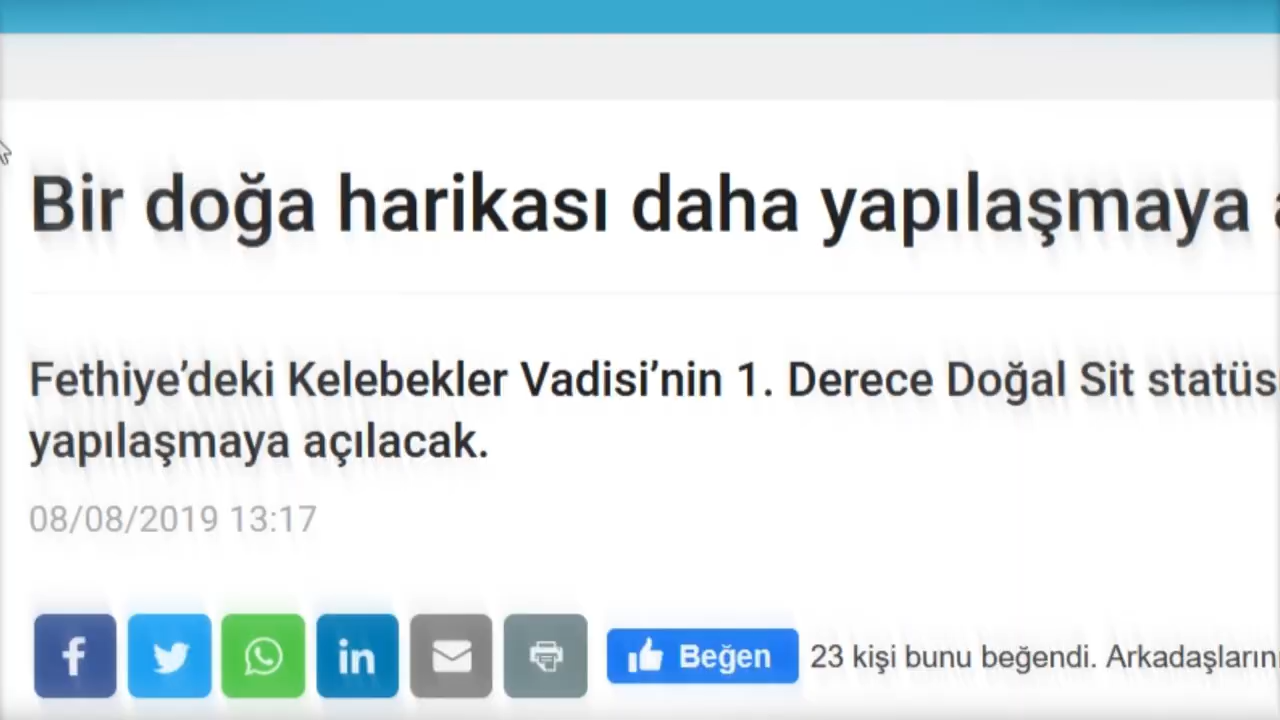 Bir doğa harikası daha yapılaşmaya
Fethiye’deki Kelebekler Vadisi’nin 1. Derece Doğal Sit
yapılaşmaya açılacak.
08/08/2019 13:17
Beğen
23 kişi bunu beğendi.